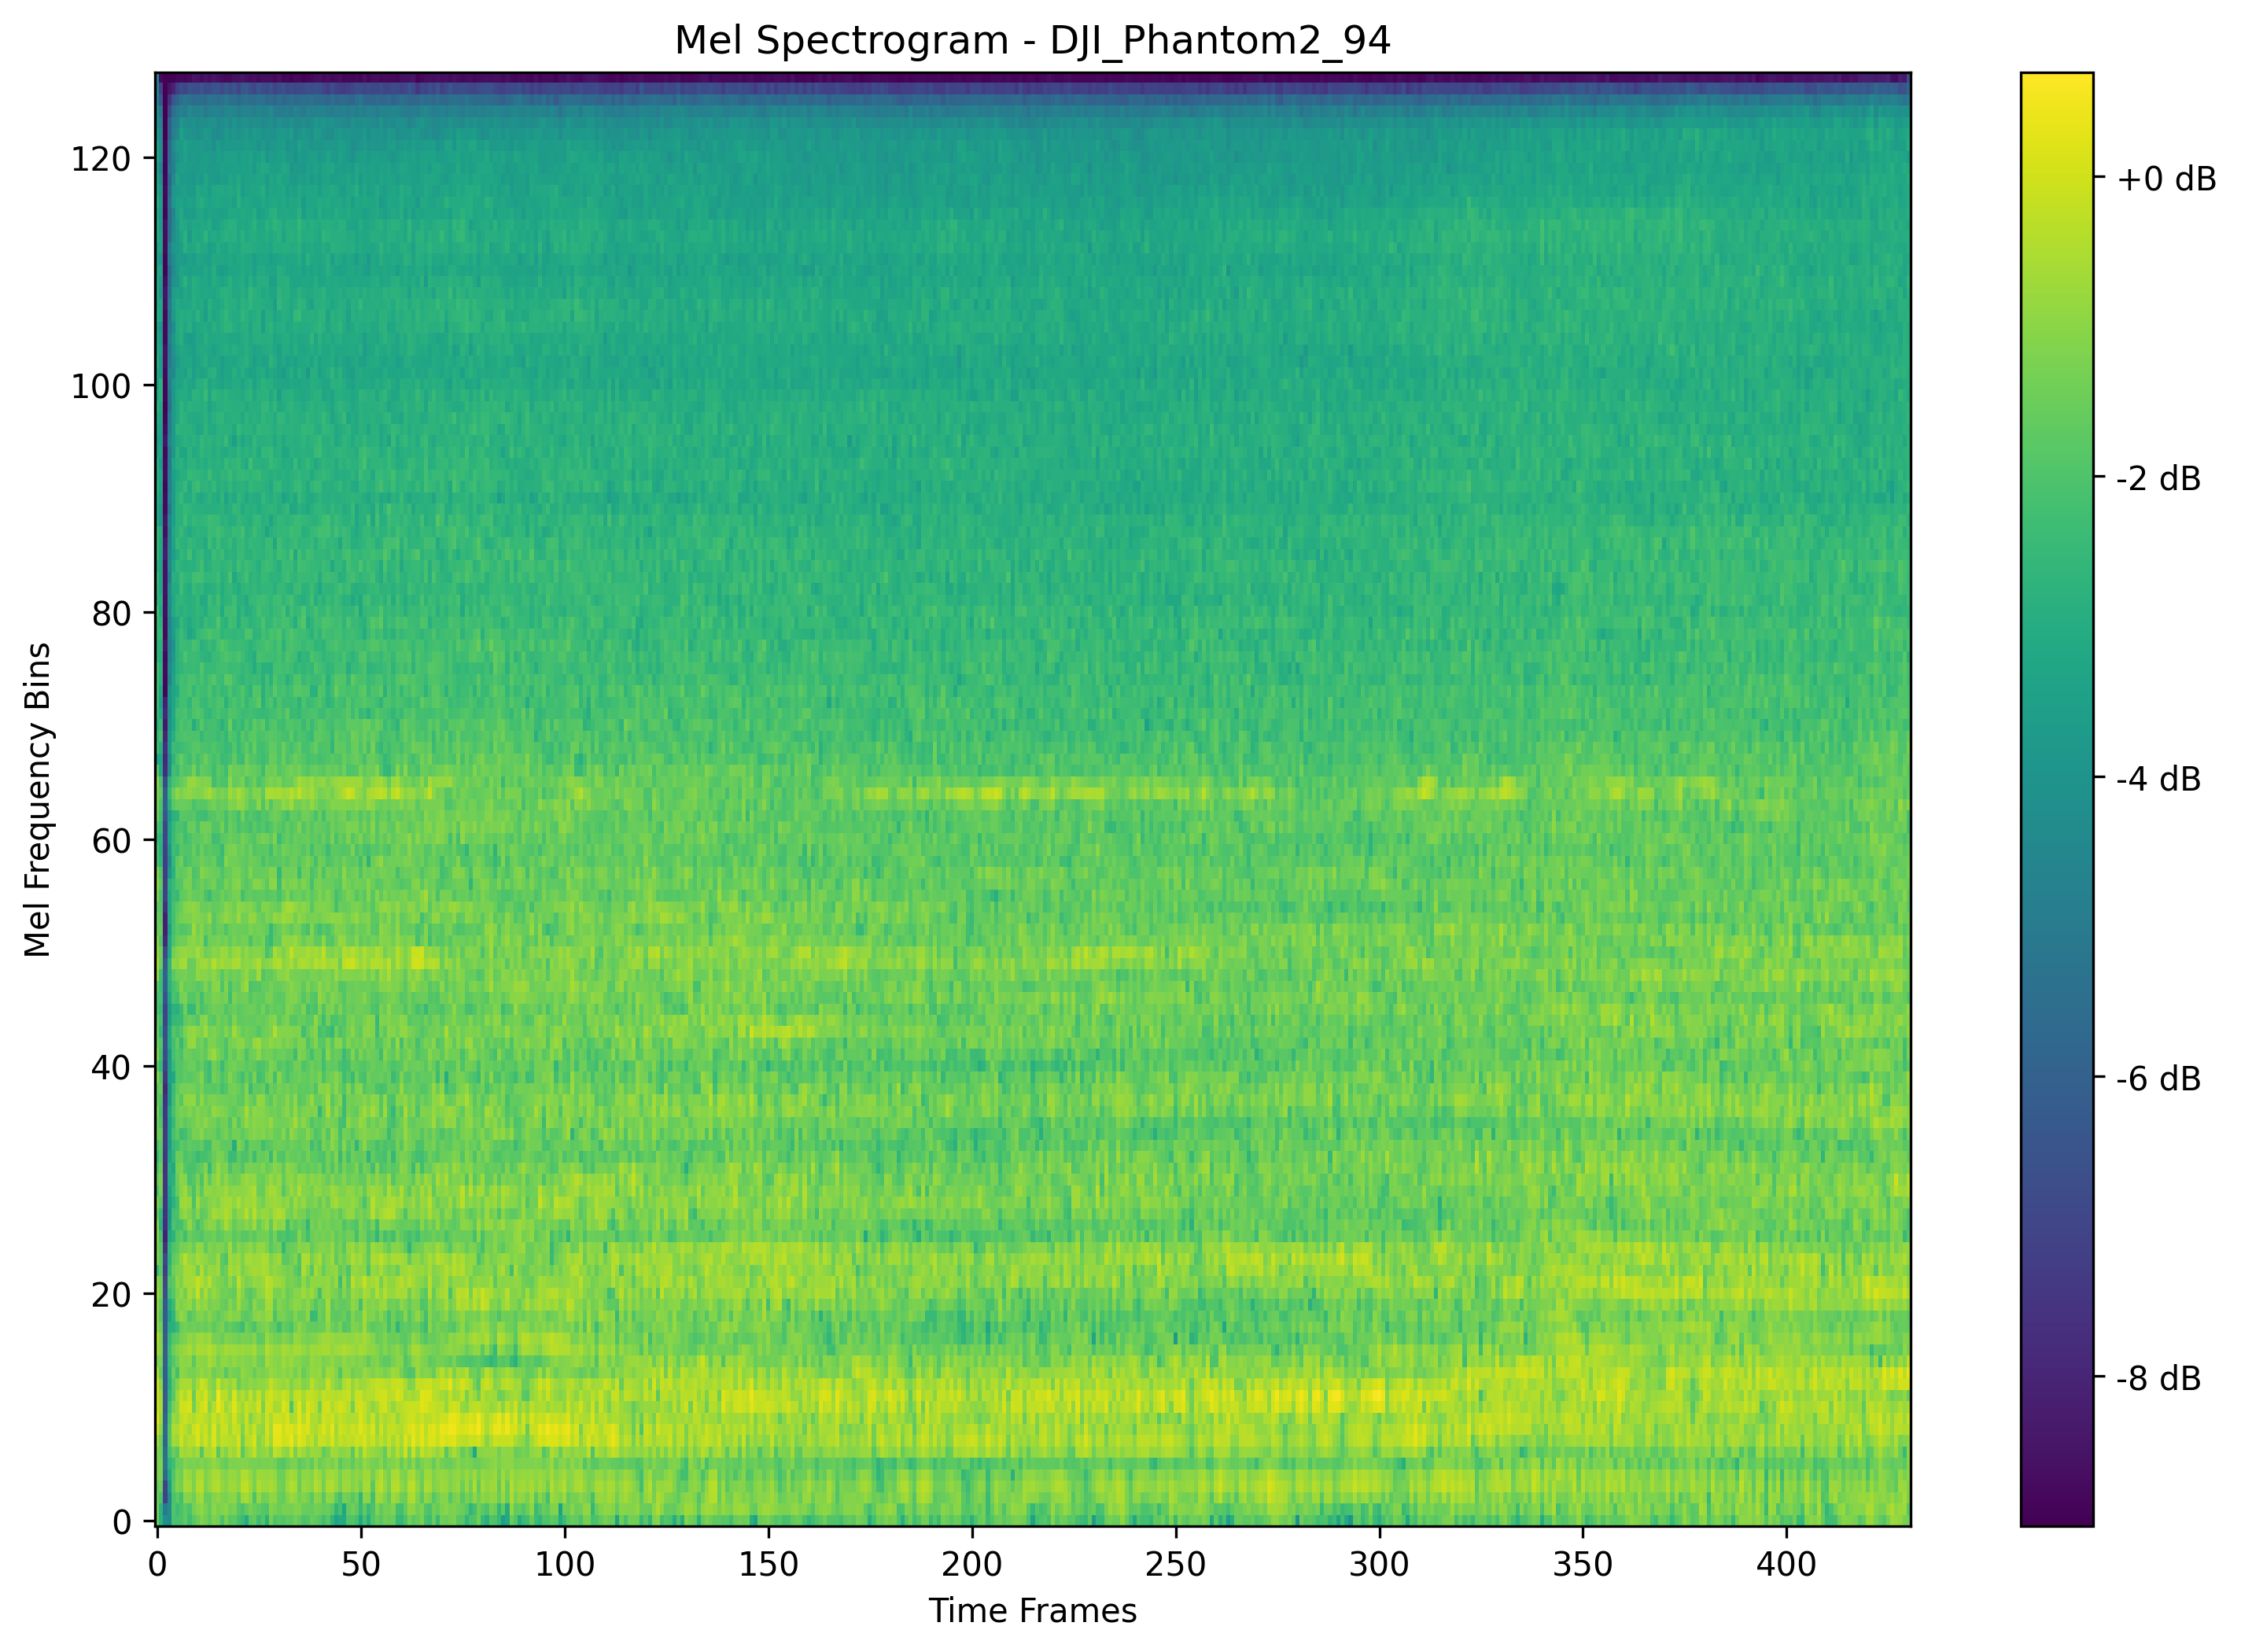 Mel Spectrogram - DJI_Phantom2_94
Mel Frequency Bins
120
100
80
60
40
20
0
0 50 100 150 200 250 300 350 400
Time Frames
+0 dB
-2 dB
-4 dB
-6 dB
-8 dB